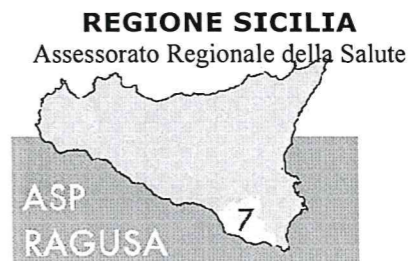 REGIONE SICILIA
Assessorato Regionale della Salute
7
ASP
RAGUSA